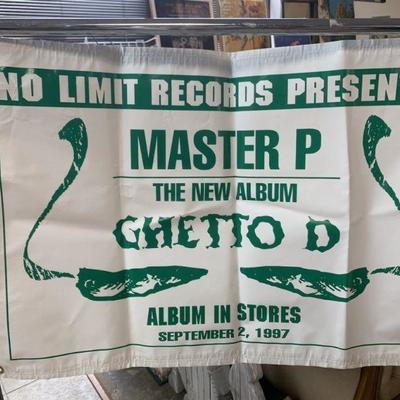 NO LIMIT RECORDS PRESEN
MASTER P
THE NEW ALBUM
GHETTO D
ALBUM IN STORES
SEPTEMBER 2, 1997